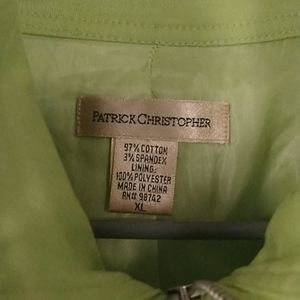 PATRICK CHRISTOPHER
97% COTTON
3% SPANDEX
LINING:
100% POLYESTER
MADE IN CHINA
RN# 98742
XL